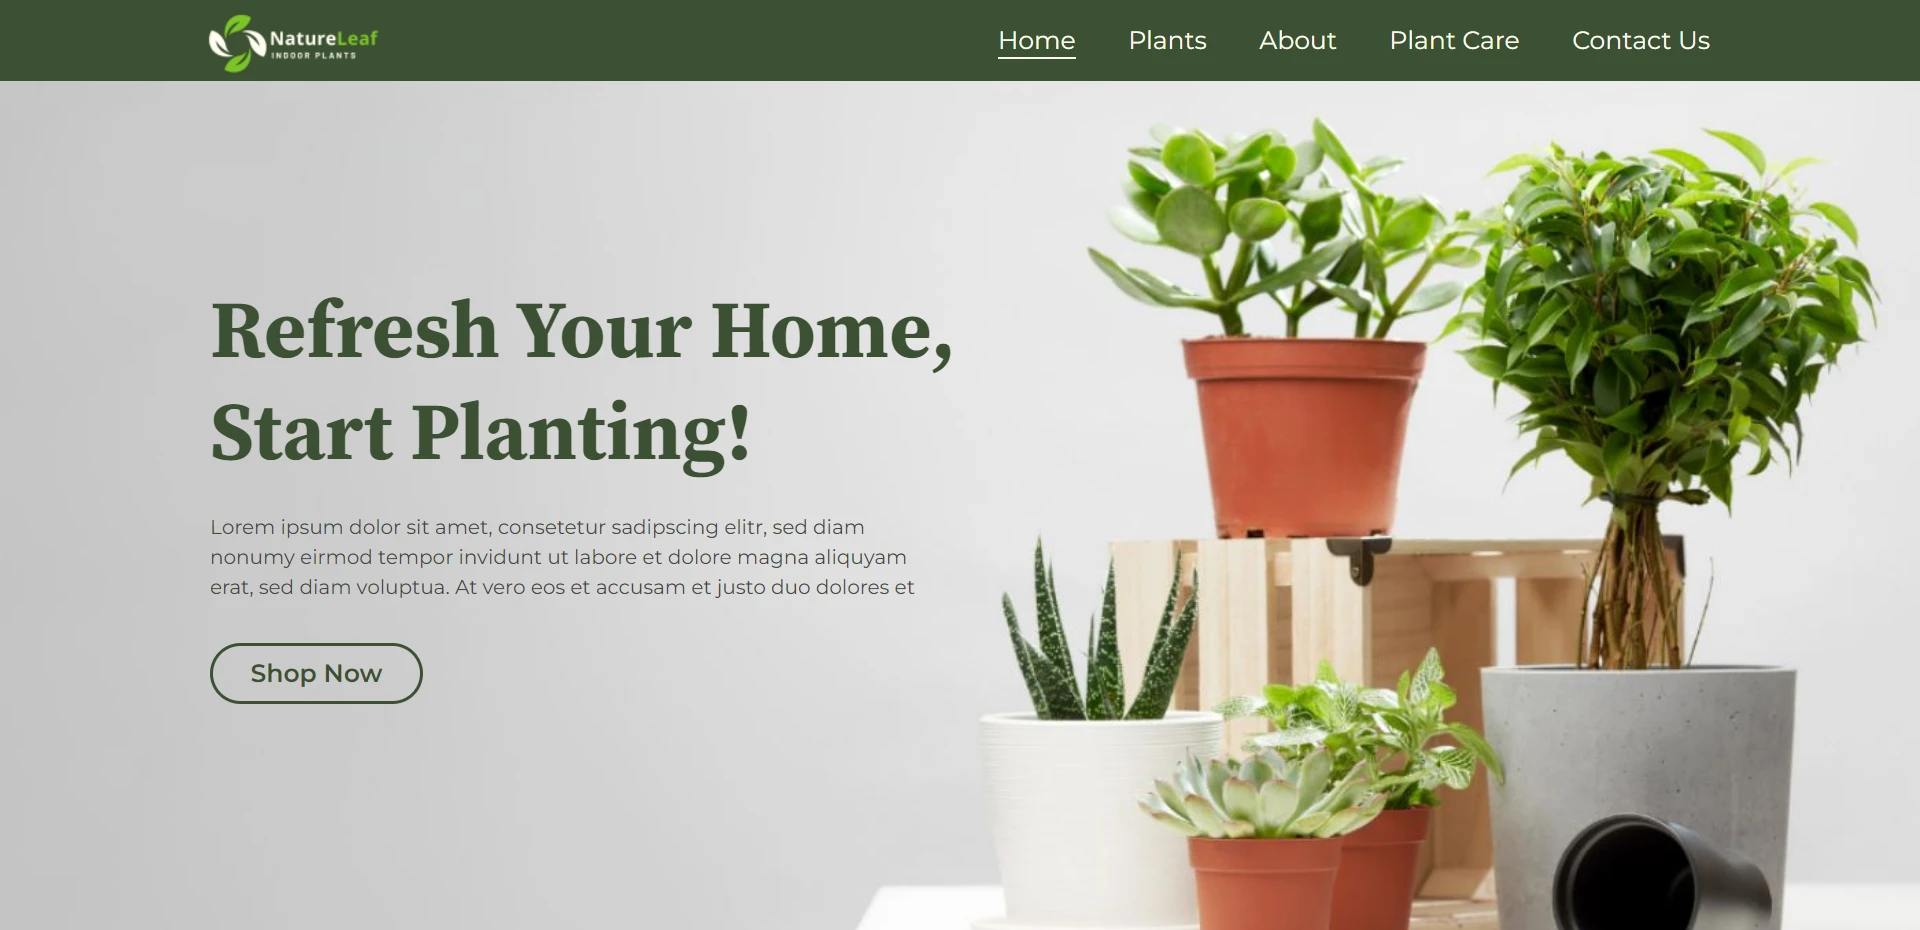 NatureLeaf
INDOOR PLANTS
Home Plants About Plant Care Contact Us
Refresh Your Home,
Start Planting!
Lorem ipsum dolor sit amet, consetetur sadipscing elitr, sed diam
nonumy eirmod tempor invidunt ut labore et dolore magna aliquyam
erat, sed diam voluptua. At vero eos et accusam et justo duo dolores et
Shop Now